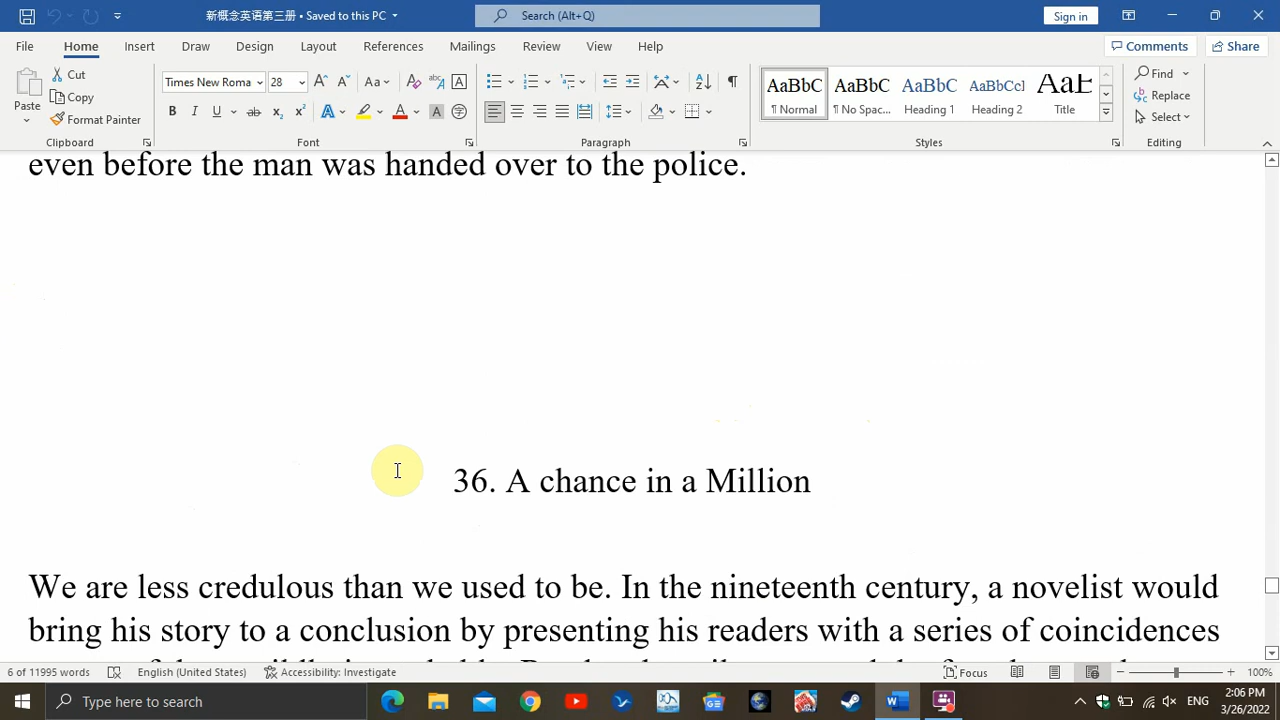 新概念英语第三册 • Saved to this PC
Search (Alt+Q)
Sign in
File Home Insert Draw Design Layout References Mailings Review View Help
Comments Share
Paste
Cut
Copy
Format Painter
Clipboard
Times New Roma 28
Font
Paragraph
AaBbC AaBbC AaBbC AaBbCcI AaE
¶ Normal ¶ No Spac... Heading 1 Heading 2 Title
Styles
Find
Replace
Select
Editing
even before the man was handed over to the police.
36. A chance in a Million
We are less credulous than we used to be. In the nineteenth century, a novelist would
bring his story to a conclusion by presenting his readers with a series of coincidences
6 of 11995 words English (United States) Accessibility: Investigate Focus 100%
Type here to search
ENG
2:06 PM
3/26/2022